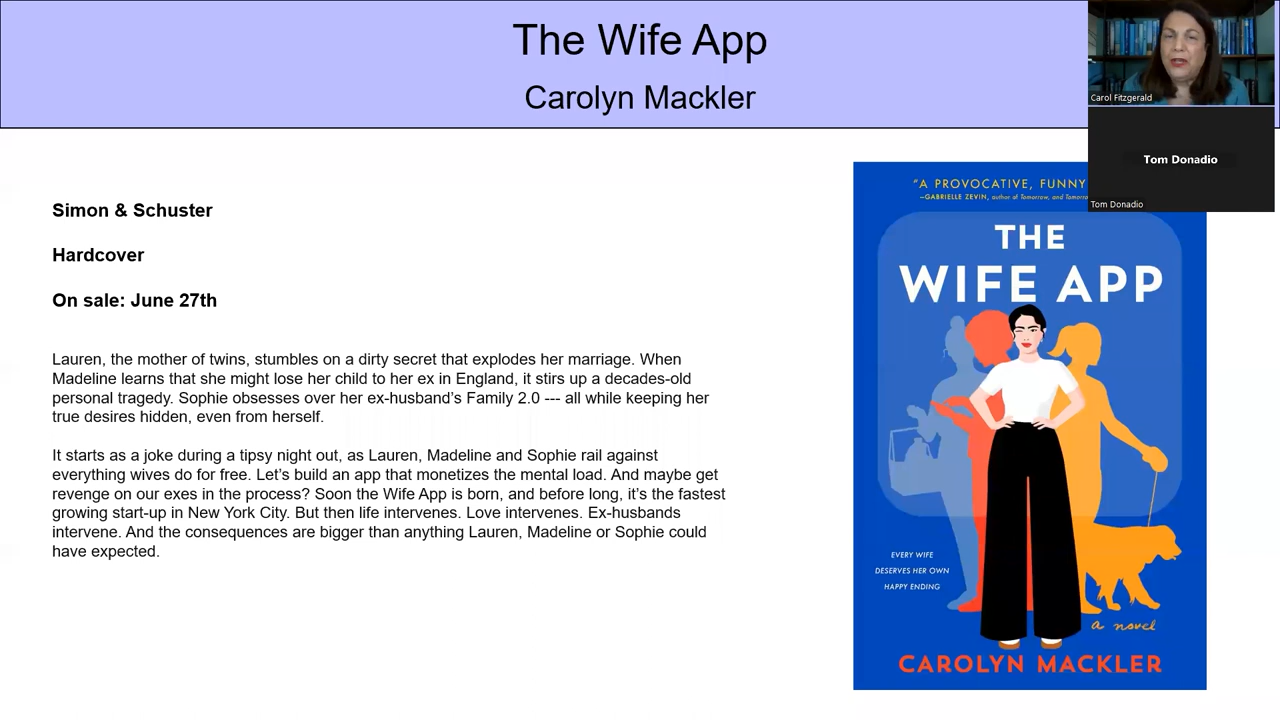 The Wife App
Carolyn Mackler
Carol Fitzgerald
Tom Donadio
Tom Donadio
Simon & Schuster
Hardcover
On sale: June 27th
Lauren, the mother of twins, stumbles on a dirty secret that explodes her marriage. When
Madeline learns that she might lose her child to her ex in England, it stirs up a decades-old
personal tragedy. Sophie obsesses over her ex-husband's Family 2.0 --- all while keeping her
true desires hidden, even from herself.
It starts as a joke during a tipsy night out, as Lauren, Madeline and Sophie rail against
everything wives do for free. Let's build an app that monetizes the mental load. And maybe get
revenge on our exes in the process? Soon the Wife App is born, and before long, it's the fastest
growing start-up in New York City. But then life intervenes. Love intervenes. Ex-husbands
intervene. And the consequences are bigger than anything Lauren, Madeline or Sophie could
have expected.
"A PROVOCATIVE, FUNNY
—GABRIELLE ZEVIN, author of Tomorrow, and Tomorro
THE
WIFE APP
EVERY WIFE
DESERVES HER OWN
HAPPY ENDING
a novel
CAROLYN MACKLER